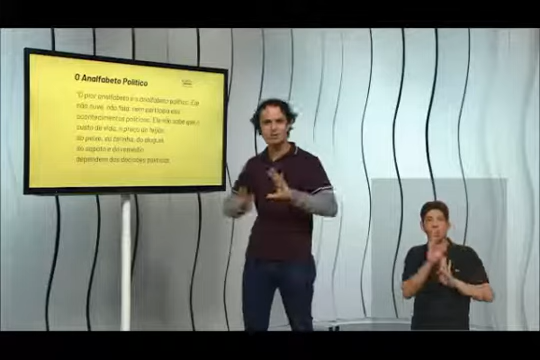 O Analfabeto Político
"O pior analfabeto é o analfabeto político. Ele
não ouve, não fala, nem participa dos
acontecimentos políticos. Ele não sabe que o
custo de vida, o preço do feijão,
do peixe, da farinha, do aluguel,
do sapato e do remédio
dependem das decisões políticas.